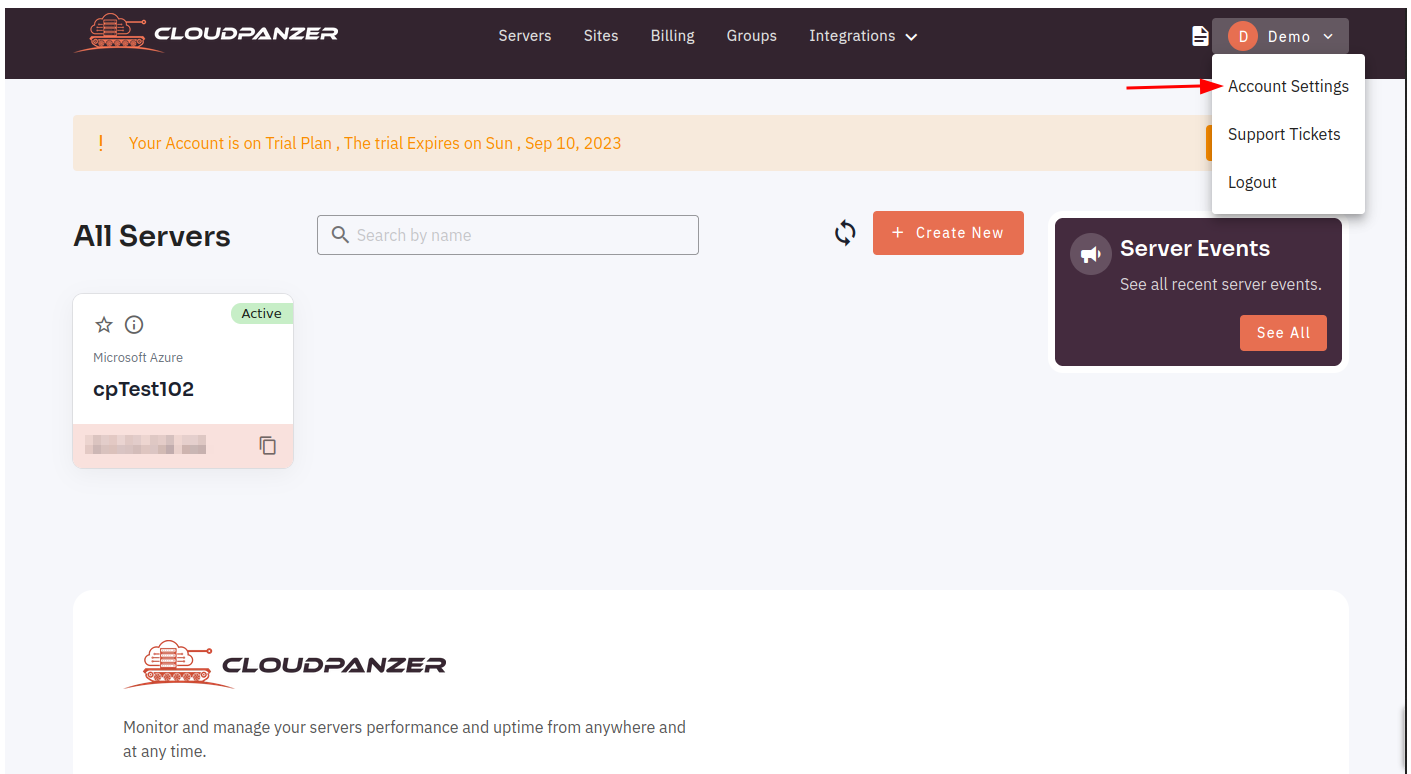 CLOUDPANZER
Servers Sites Billing Groups Integrations
D Demo
Account Settings
Support Tickets
Logout
! Your Account is on Trial Plan , The trial Expires on Sun , Sep 10, 2023
All Servers
Search by name
+ Create New
Server Events
See all recent server events.
See All
Active
Microsoft Azure
cpTest102
CLOUDPANZER
Monitor and manage your servers performance and uptime from anywhere and
at any time.